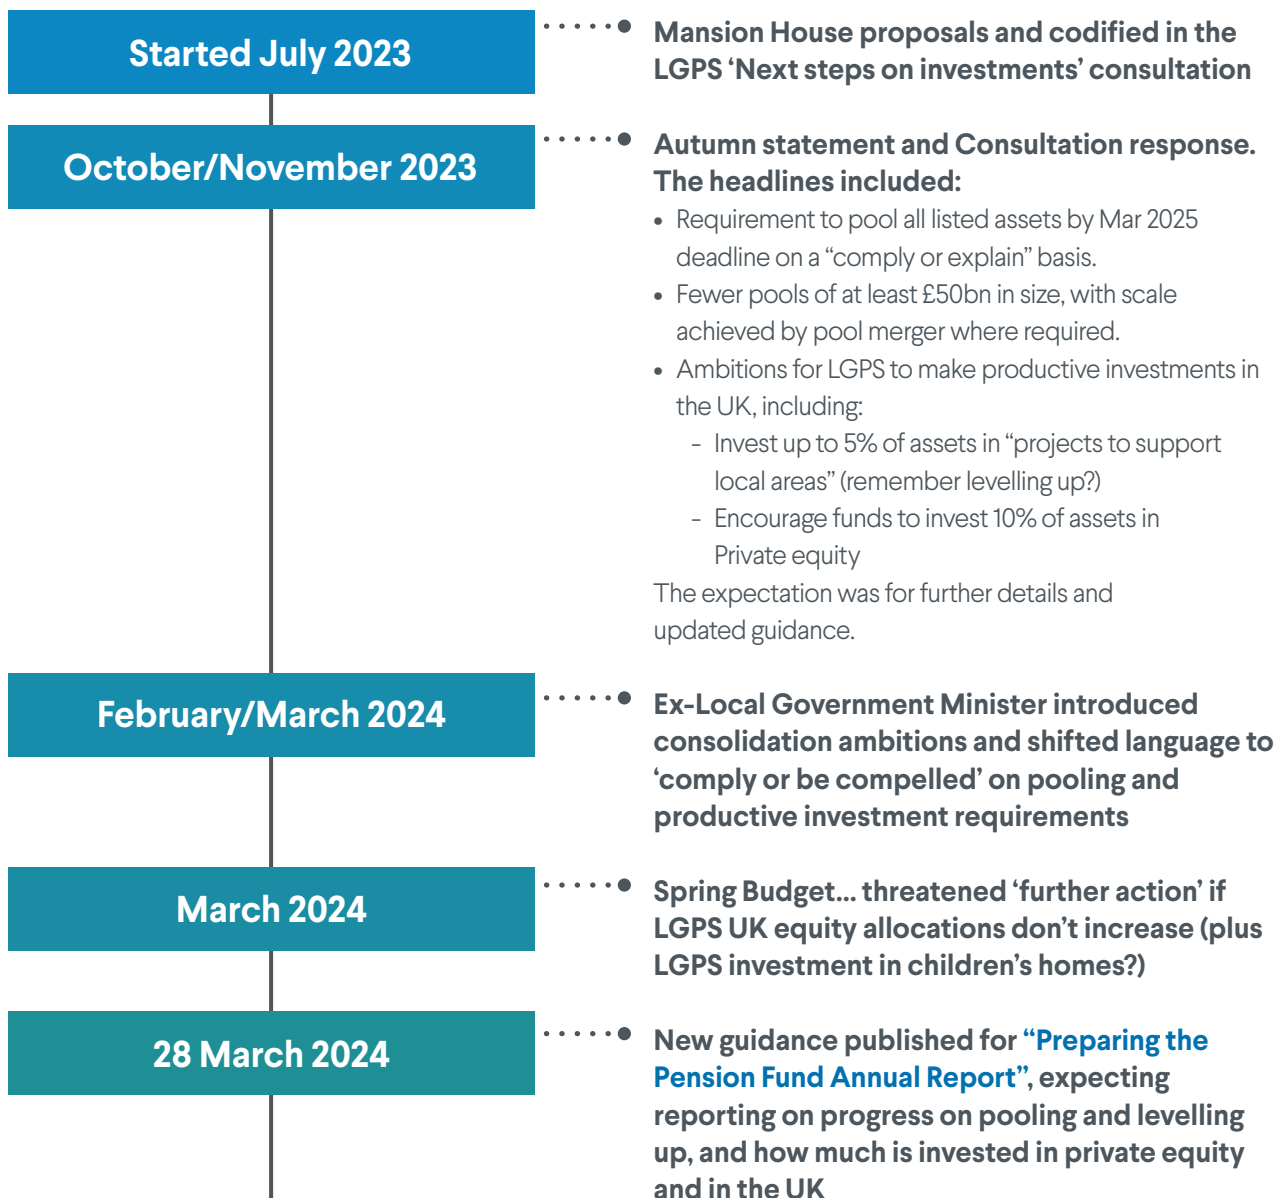 Started July 2023
Mansion House proposals and codified in the
LGPS ‘Next steps on investments’ consultation
October/November 2023
Autumn statement and Consultation response.
The headlines included:
• Requirement to pool all listed assets by Mar 2025
deadline on a “comply or explain” basis.
• Fewer pools of at least £50bn in size, with scale
achieved by pool merger where required.
• Ambitions for LGPS to make productive investments in
the UK, including:
- Invest up to 5% of assets in “projects to support
local areas” (remember levelling up?)
- Encourage funds to invest 10% of assets in
Private equity
The expectation was for further details and
updated guidance.
February/March 2024
Ex-Local Government Minister introduced
consolidation ambitions and shifted language to
‘comply or be compelled’ on pooling and
productive investment requirements
March 2024
Spring Budget... threatened ‘further action’ if
LGPS UK equity allocations don’t increase (plus
LGPS investment in children’s homes?)
28 March 2024
New guidance published for “Preparing the
Pension Fund Annual Report”, expecting
reporting on progress on pooling and levelling
up, and how much is invested in private equity
and in the UK